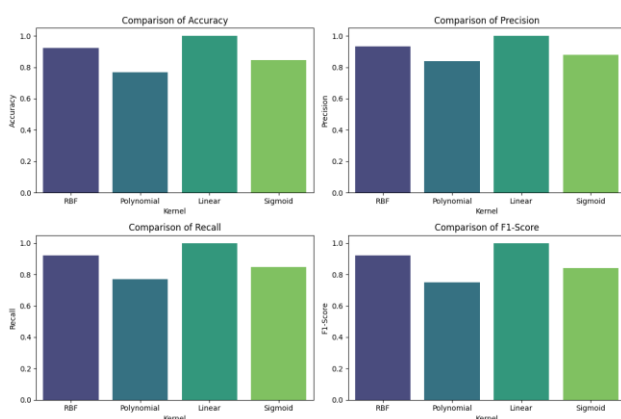 Comparison of Accuracy
1.0
0.8
0.6
0.4
0.2
0.0
Accuracy
RBF Polynomial Linear Sigmoid
Kernel
Comparison of Precision
1.0
0.8
0.6
0.4
0.2
0.0
Precision
RBF Polynomial Linear Sigmoid
Kernel
Comparison of Recall
1.0
0.8
0.6
0.4
0.2
0.0
Recall
RBF Polynomial Linear Sigmoid
Kernel
Comparison of F1-Score
1.0
0.8
0.6
0.4
0.2
0.0
F1-Score
RBF Polynomial Linear Sigmoid
Kernel